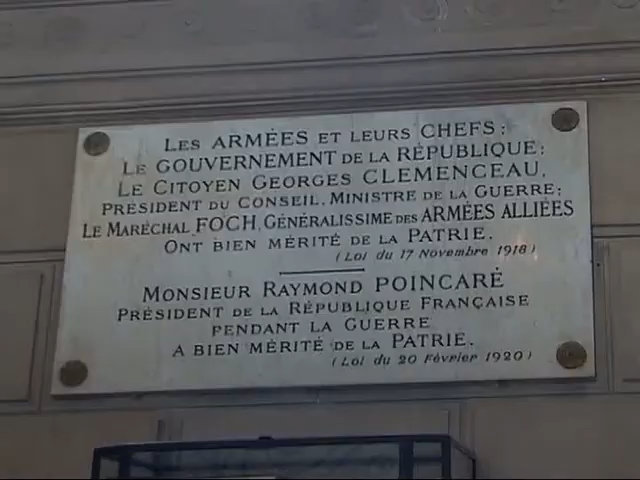 LES ARMÉES ET LEURS CHEFS:
LE GOUVERNEMENT DE LA RÉPUBLIQUE:
LE CITOYEN GEORGES CLEMENCEAU,
PRÉSIDENT DU CONSEIL, MINISTRE DE LA GUERRE;
LE MARÉCHAL FOCH, GÉNÉRALISSIME DES ARMÉES ALLIÉES
ONT BIEN MÉRITÉ DE LA PATRIE.
(Loi du 17 Novembre 1918)
MONSIEUR RAYMOND POINCARÉ
PRÉSIDENT DE LA RÉPUBLIQUE FRANÇAISE
PENDANT LA GUERRE
A BIEN MÉRITÉ DE LA PATRIE.
(Loi du 20 Février 1920)